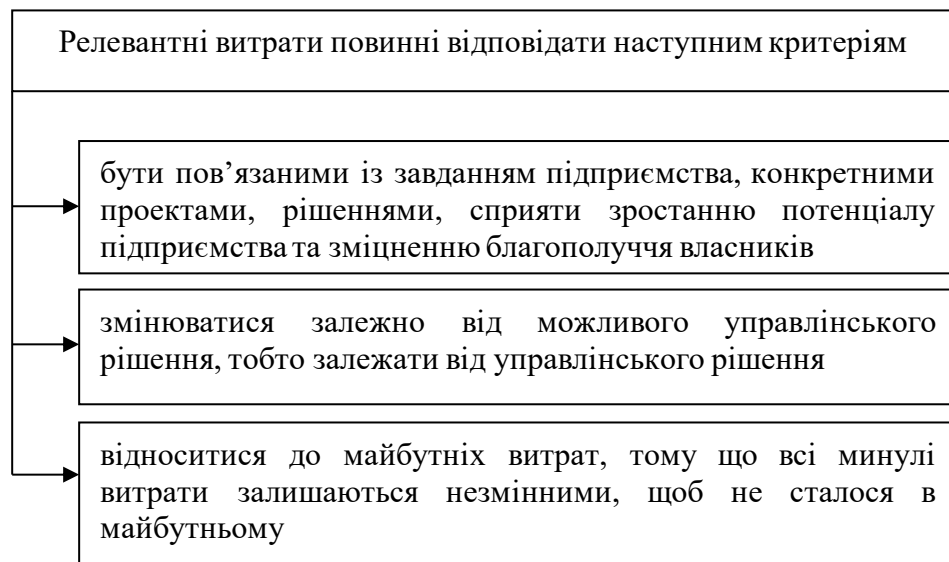 Релевантні витрати повинні відповідати наступним критеріям
бути пов’язаними із завданням підприємства, конкретними
проектами, рішеннями, сприяти зростанню потенціалу
підприємства та зміцненню благополуччя власників
змінюватися залежно від можливого управлінського
рішення, тобто залежати від управлінського рішення
відноситися до майбутніх витрат, тому що всі минулі
витрати залишаються незмінними, щоб не сталося в
майбутньому